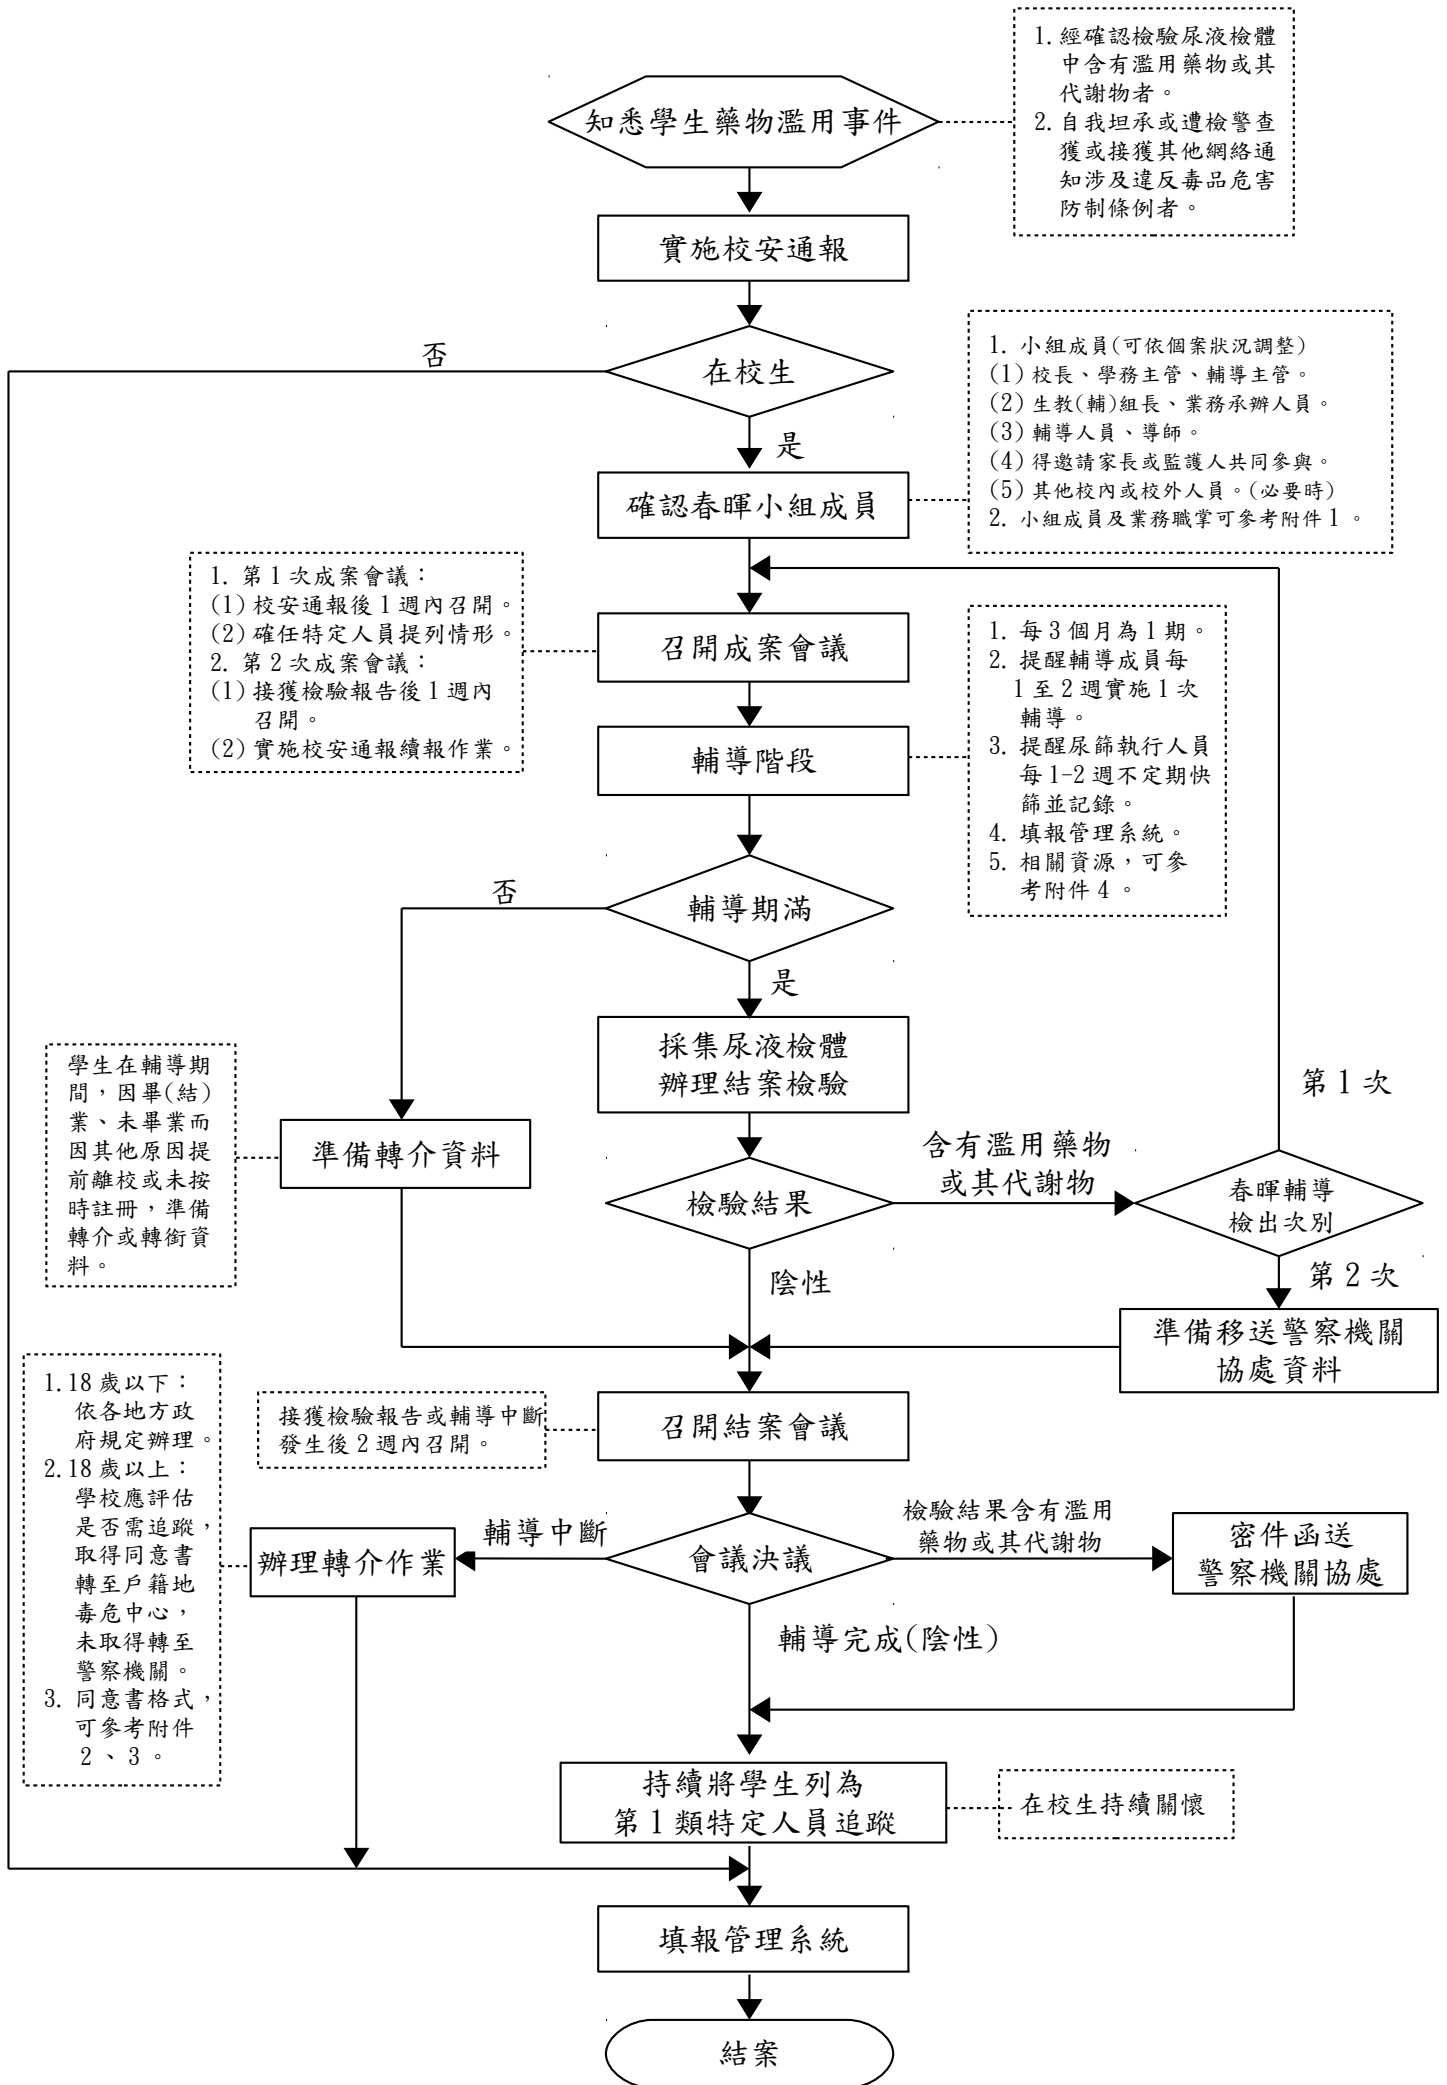 1. 經確認檢驗尿液檢體
中含有濫用藥物或其
代謝物者。
2. 自我坦承或遭檢警查
獲或接獲其他網絡通
知涉及違反毒品危害
防制條例者。
知悉學生藥物濫用事件
實施校安通報
否
在校生
是
1. 小組成員(可依個案狀況調整)
(1)校長、學務主管、輔導主管。
(2)生教(輔)組長、業務承辦人員。
(3)輔導人員、導師。
(4)得邀請家長或監護人共同參與。
(5)其他校內或校外人員。(必要時)
2. 小組成員及業務職掌可參考附件 1 。
確認春暉小組成員
1. 第 1 次成案會議：
(1)校安通報後 1 週內召開。
(2)確任特定人員提列情形。
2. 第 2 次成案會議：
(1)接獲檢驗報告後 1 週內
召開。
(2)實施校安通報續報作業。
召開成案會議
輔導階段
1. 每 3 個月為 1 期。
2. 提醒輔導成員每
1 至 2 週實施 1 次
輔導。
3. 提醒尿篩執行人員
每 1-2 週不定期快
篩並記錄。
4. 填報管理系統。
5. 相關資源，可參
考附件 4 。
否
輔導期滿
是
採集尿液檢體
辦理結案檢驗
學生在輔導期
間，因畢(結)
業、未畢業而
因其他原因提
前離校或未按
時註冊，準備
轉介或轉銜資
料。
準備轉介資料
檢驗結果
含有濫用藥物
或其代謝物
第 1 次
春暉輔導
檢出次別
陰性
第 2 次
準備移送警察機關
協處資料
接獲檢驗報告或輔導中斷
發生後 2 週內召開。
召開結案會議
1.18 歲以下：
依各地方政
府規定辦理。
2.18 歲以上：
學校應評估
是否需追蹤，
取得同意書
轉至戶籍地
毒危中心，
未取得轉至
警察機關。
3. 同意書格式，
可參考附件
2 、 3 。
辦理轉介作業
輔導中斷
會議決議
檢驗結果含有濫用
藥物或其代謝物
密件函送
警察機關協處
輔導完成(陰性)
持續將學生列為
第 1 類特定人員追蹤
在校生持續關懷
填報管理系統
結案